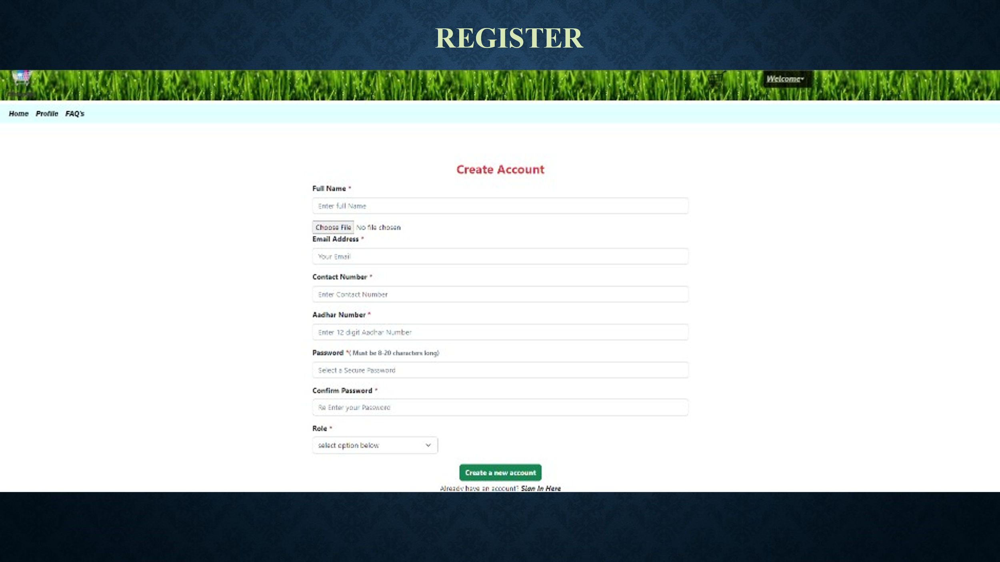 REGISTER
Welcome
Home Profile FAQ's
Create Account
Full Name *
Enter full Name
Choose File No file chosen
Email Address *
Your Email
Contact Number *
Enter Contact Number
Aadhar Number *
Enter 12 digit Aadhar Number
Password *( Must be 8-20 characters long)
Select a Secure Password
Confirm Password *
Re Enter your Password
Role *
select option below
Create a new account
Already have an account? Sign In Here